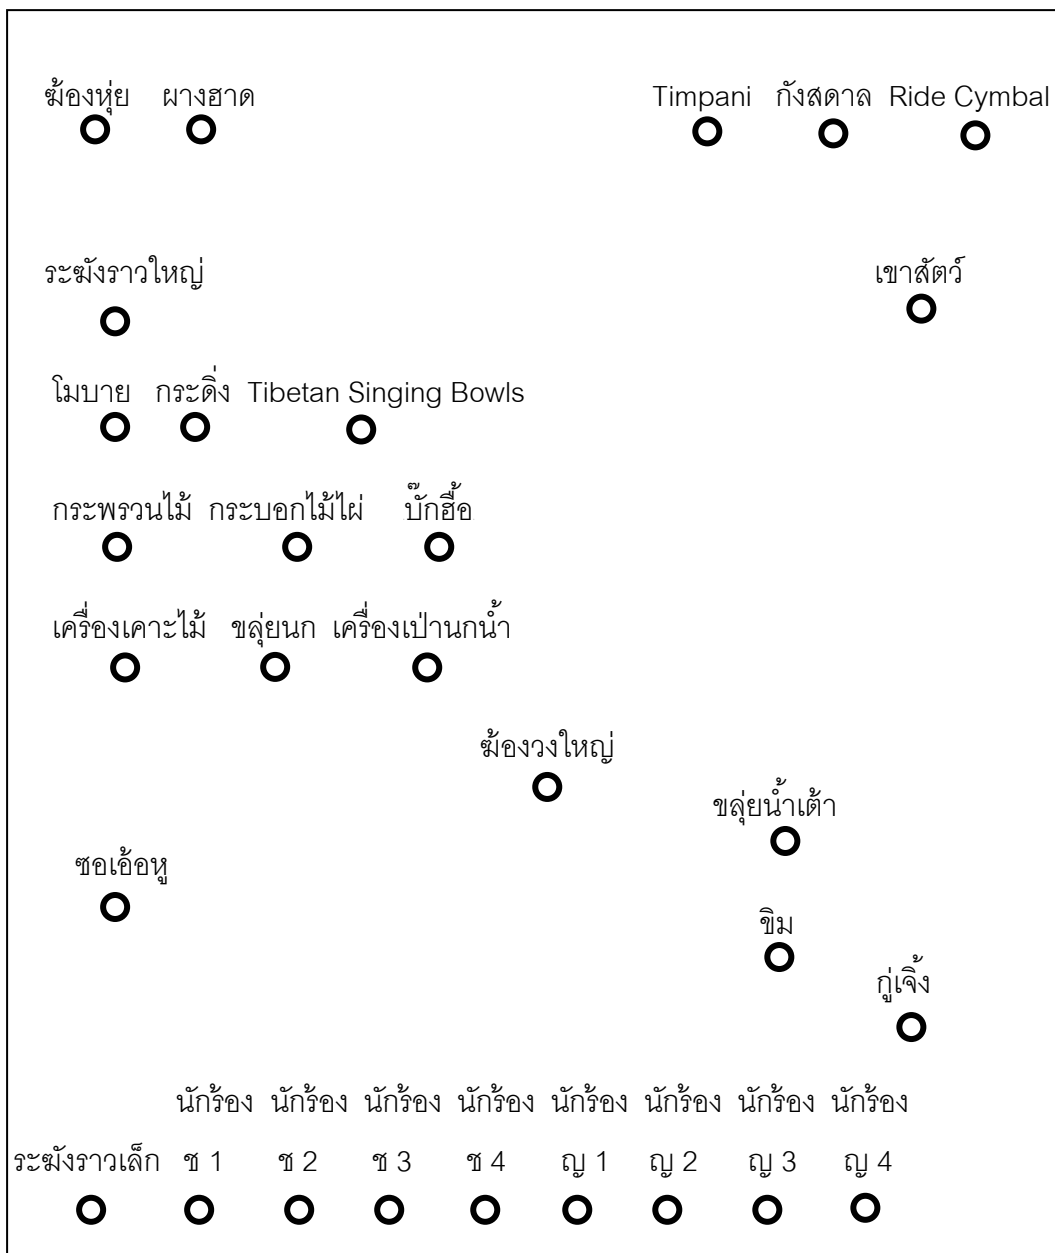 ฆ้องหุ่ย ผางฮาด Timpani กังสดาล Ride Cymbal
ระฆังราวใหญ่ เขาสัตว์
โมบาย กระดิ่ง Tibetan Singing Bowls
กระพรวนไม้ กระบอกไม้ไผ่ บั๊กฮื้อ
เครื่องเคาะไม้ ขลุ่ยนก เครื่องเป่านกน้ำ
ฆ้องวงใหญ่
ขลุ่ยน้ำเต้า
ซอเอ้อหู
ขิม
กู่เจิ้ง
นักร้อง นักร้อง นักร้อง นักร้อง นักร้อง นักร้อง นักร้อง นักร้อง
ระฆังราวเล็ก ช 1 ช 2 ช 3 ช 4 ญ 1 ญ 2 ญ 3 ญ 4